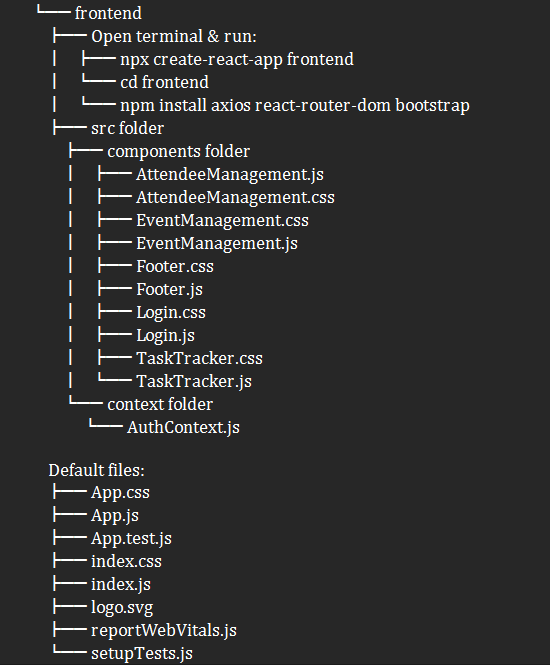 └── frontend
├── Open terminal & run:
│ ├── npx create-react-app frontend
│ └── cd frontend
│ └── npm install axios react-router-dom bootstrap
├── src folder
├── components folder
│ ├── AttendeeManagement.js
│ ├── AttendeeManagement.css
│ ├── EventManagement.css
│ ├── EventManagement.js
│ ├── Footer.css
│ ├── Footer.js
│ ├── Login.css
│ ├── Login.js
│ ├── TaskTracker.css
│ └── TaskTracker.js
└── context folder
└── AuthContext.js
Default files:
├── App.css
├── App.js
├── App.test.js
├── index.css
├── index.js
├── logo.svg
├── reportWebVitals.js
└── setupTests.js